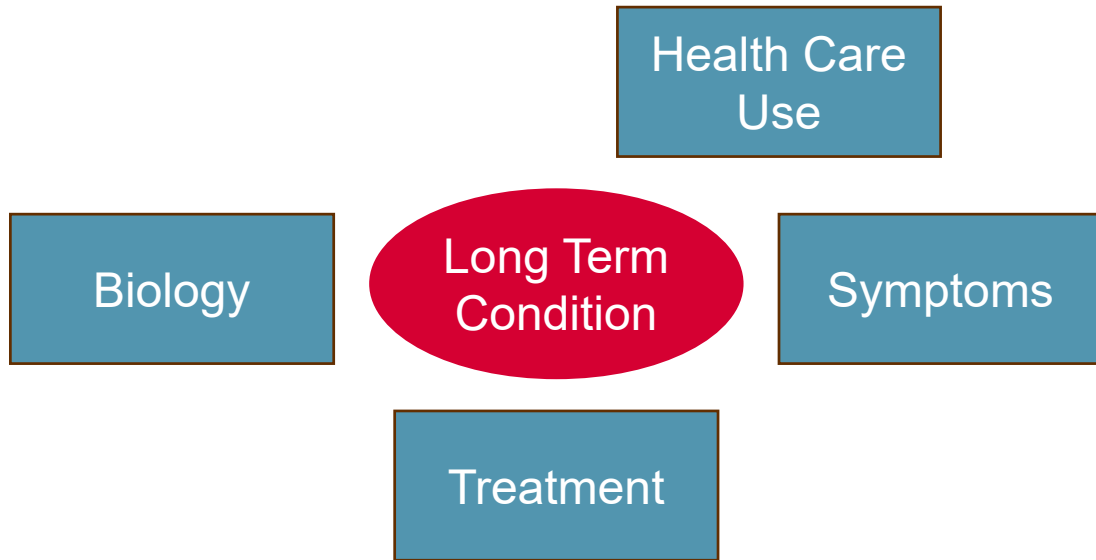 Health Care
Use
Biology
Long Term
Condition
Symptoms
Treatment